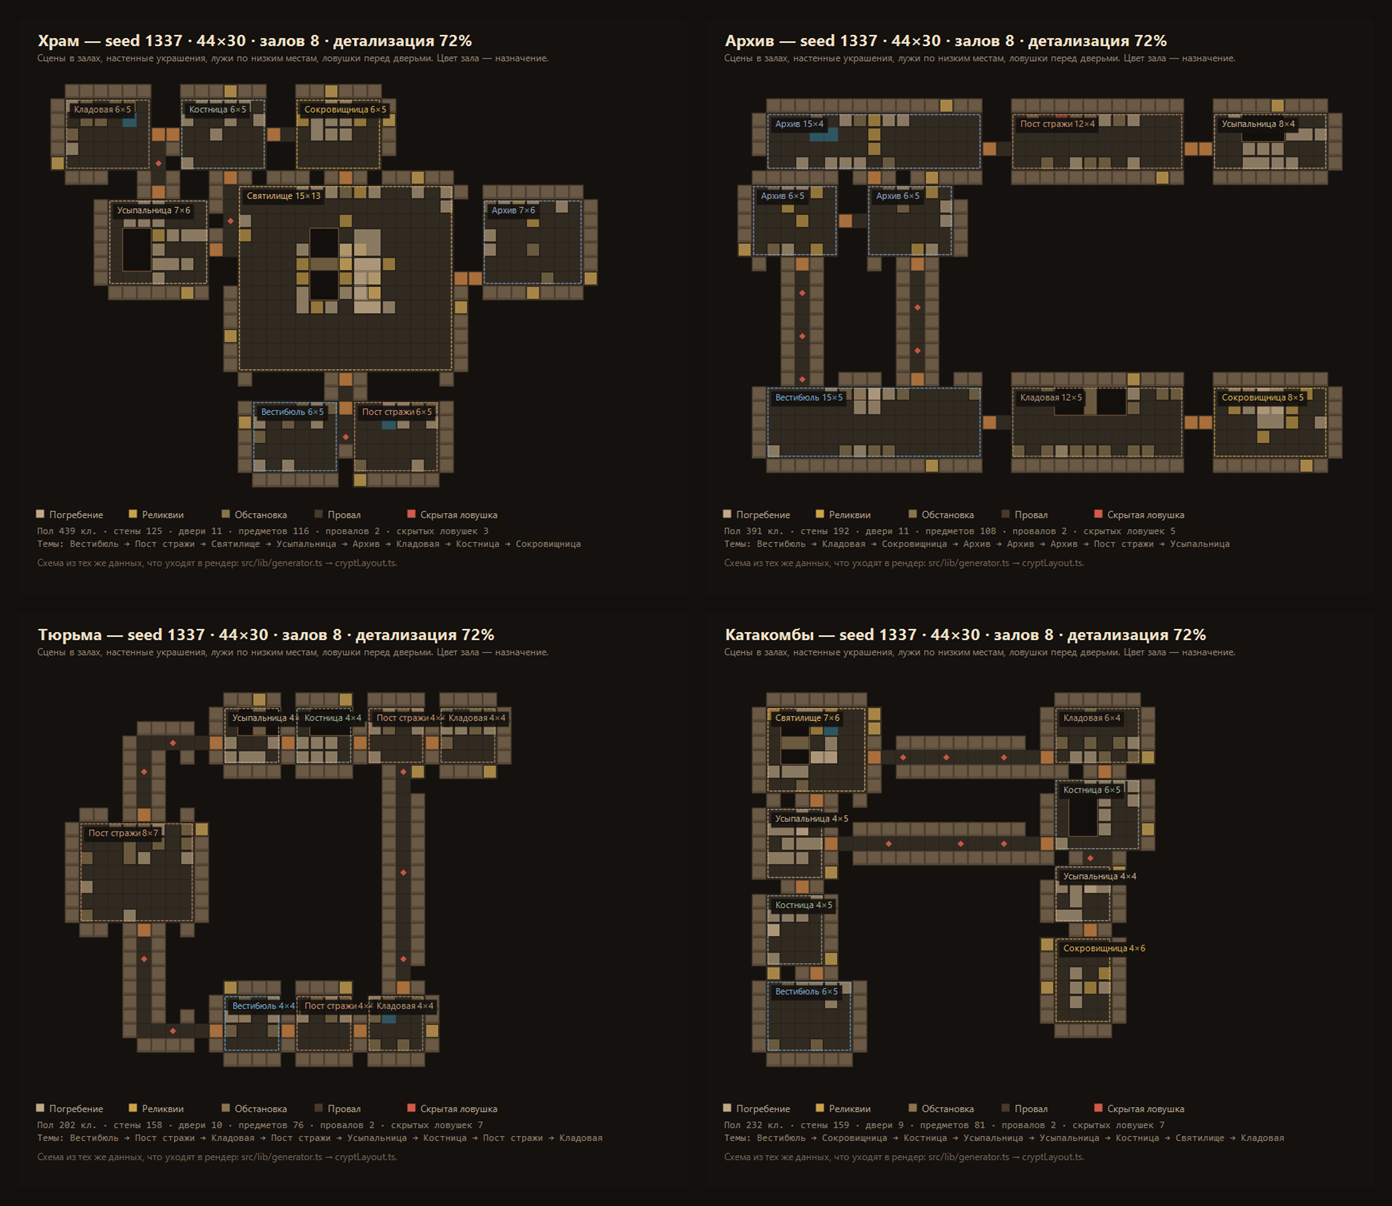 Храм — seed 1337 · 44×30 · залов 8 · детализация 72%
Сцены в залах, настенные украшения, лужи по низким местам, ловушки перед дверьми. Цвет зала — назначение.
Кладовая 6×5
Костница 6×5
Сокровищница 6×5
Святилище 15×13
Усыпальница 7×6
Архив 7×6
Вестибюль 6×5
Пост стражи 6×5
Погребение
Реликвии
Обстановка
Провал
Скрытая ловушка
Пол 439 кл. · стены 125 · двери 11 · предметов 116 · провалов 2 · скрытых ловушек 3
Темы: Вестибюль → Пост стражи → Святилище → Усыпальница → Архив → Кладовая → Костница → Сокровищница
Схема из тех же данных, что уходят в рендер: src/lib/generator.ts → cryptLayout.ts.
Архив — seed 1337 · 44×30 · залов 8 · детализация 72%
Сцены в залах, настенные украшения, лужи по низким местам, ловушки перед дверьми. Цвет зала — назначение.
Архив 15×4
Пост стражи 12×4
Усыпальница 8×4
Архив 6×5
Архив 6×5
Вестибюль 15×5
Кладовая 12×5
Сокровищница 8×5
Погребение
Реликвии
Обстановка
Провал
Скрытая ловушка
Пол 391 кл. · стены 192 · двери 11 · предметов 108 · провалов 2 · скрытых ловушек 5
Темы: Вестибюль → Кладовая → Сокровищница → Архив → Архив → Архив → Пост стражи → Усыпальница
Схема из тех же данных, что уходят в рендер: src/lib/generator.ts → cryptLayout.ts.
Тюрьма — seed 1337 · 44×30 · залов 8 · детализация 72%
Сцены в залах, настенные украшения, лужи по низким местам, ловушки перед дверьми. Цвет зала — назначение.
Усыпальница 4×
Костница 4×4
Пост стражи 4×4
Кладовая 4×4
Пост стражи 8×7
Вестибюль 4×4
Пост стражи 4×4
Кладовая 4×4
Погребение
Реликвии
Обстановка
Провал
Скрытая ловушка
Пол 202 кл. · стены 158 · двери 10 · предметов 76 · провалов 2 · скрытых ловушек 7
Темы: Вестибюль → Пост стражи → Кладовая → Пост стражи → Усыпальница → Костница → Пост стражи → Кладовая
Схема из тех же данных, что уходят в рендер: src/lib/generator.ts → cryptLayout.ts.
Катакомбы — seed 1337 · 44×30 · залов 8 · детализация 72%
Сцены в залах, настенные украшения, лужи по низким местам, ловушки перед дверьми. Цвет зала — назначение.
Святилище 7×6
Кладовая 6×4
Костница 6×5
Усыпальница 4×5
Усыпальница 4×4
Костница 4×5
Сокровищница 4×6
Вестибюль 6×5
Погребение
Реликвии
Обстановка
Провал
Скрытая ловушка
Пол 232 кл. · стены 159 · двери 9 · предметов 81 · провалов 2 · скрытых ловушек 7
Темы: Вестибюль → Сокровищница → Костница → Усыпальница → Усыпальница → Костница → Святилище → Кладовая
Схема из тех же данных, что уходят в рендер: src/lib/generator.ts → cryptLayout.ts.